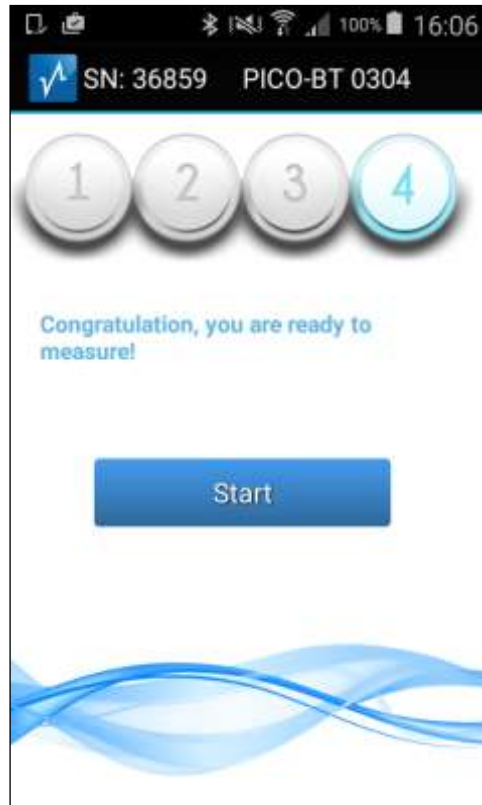 100% 16:06
SN: 36859 PICO-BT 0304
1 2 3 4
Congratulation, you are ready to
measure!
Start